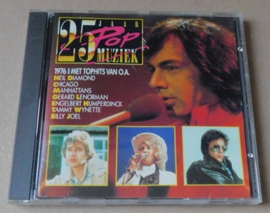 25 JAAR
Pop
MUZIEK
1976 I MET TOPHITS VAN O.A.
NEIL DIAMOND
CHICAGO
MANHATTANS
GERARD LENORMAN
ENGELBERT HUMPERDINCK
TAMMY WYNETTE
BILLY JOEL